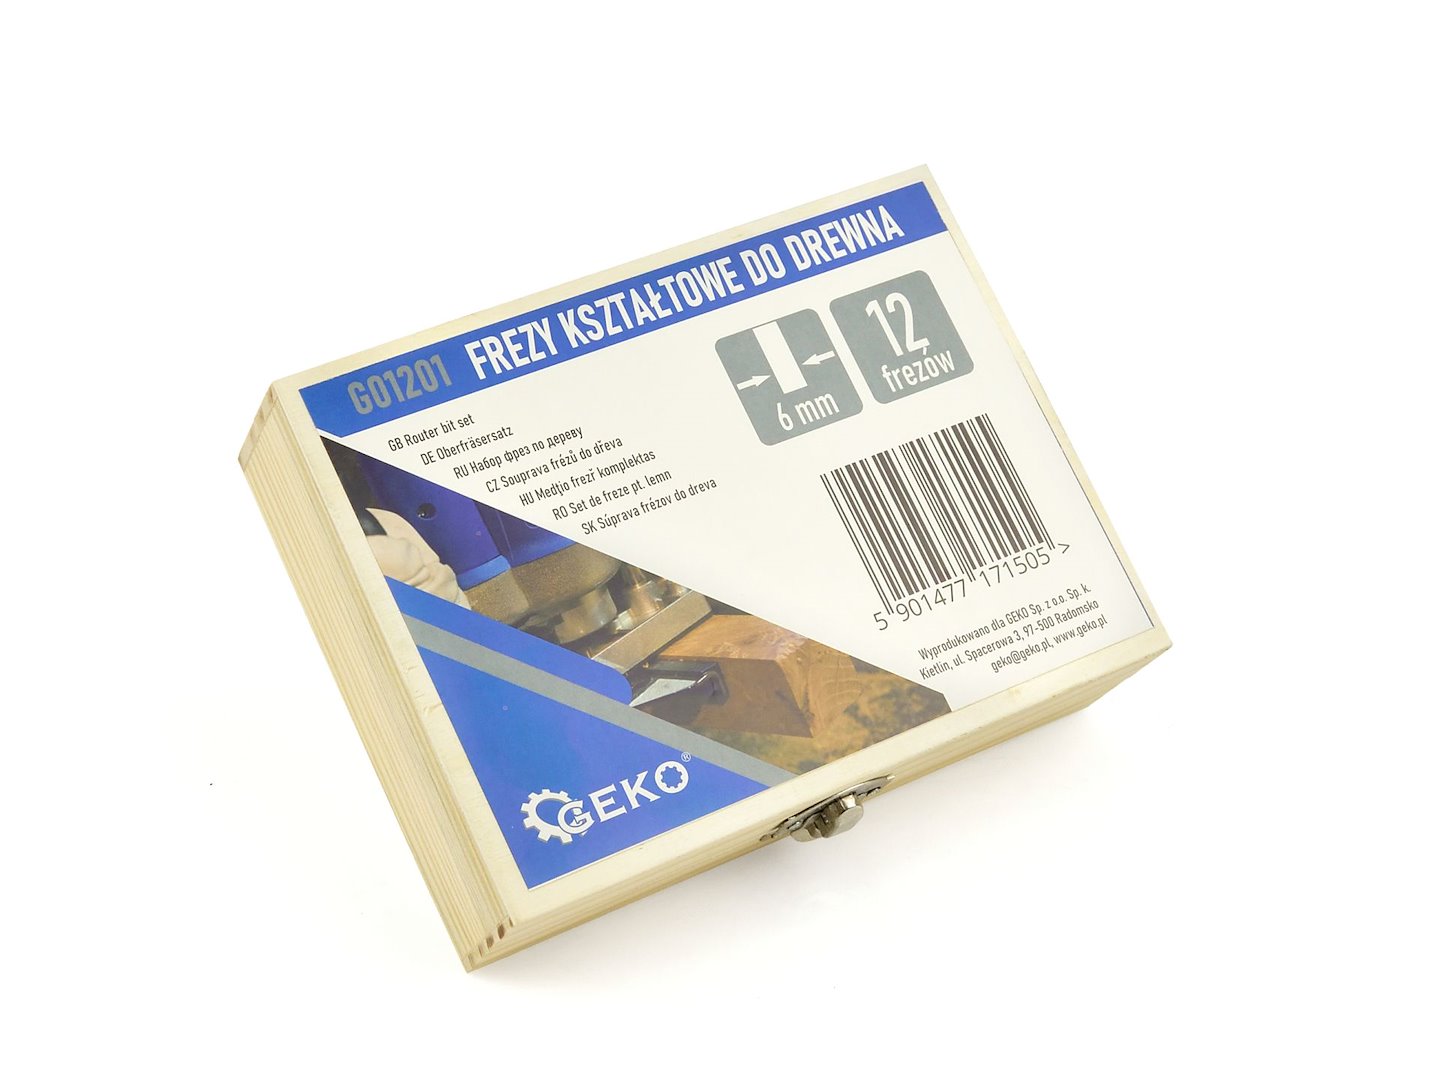 G01201 FREZY KSZTAŁTOWE DO DREWNA
GB Router bit set
DE Oberfräsersatz
RU Набор фрез по дереву
CZ Souprava frézů do dřeva
HU Medţio frezř komplektas
RO Set de freze pt. lemn
SK Súprava frézov do dreva
6 mm
12
frezów
5 901477 171505 >
Wyprodukowano dla GEKO Sp. z o.o. Sp. k.
Kietlin, ul. Spacerowa 3, 97-500 Radomsko
geko@geko.pl, www.geko.pl
GEKO®